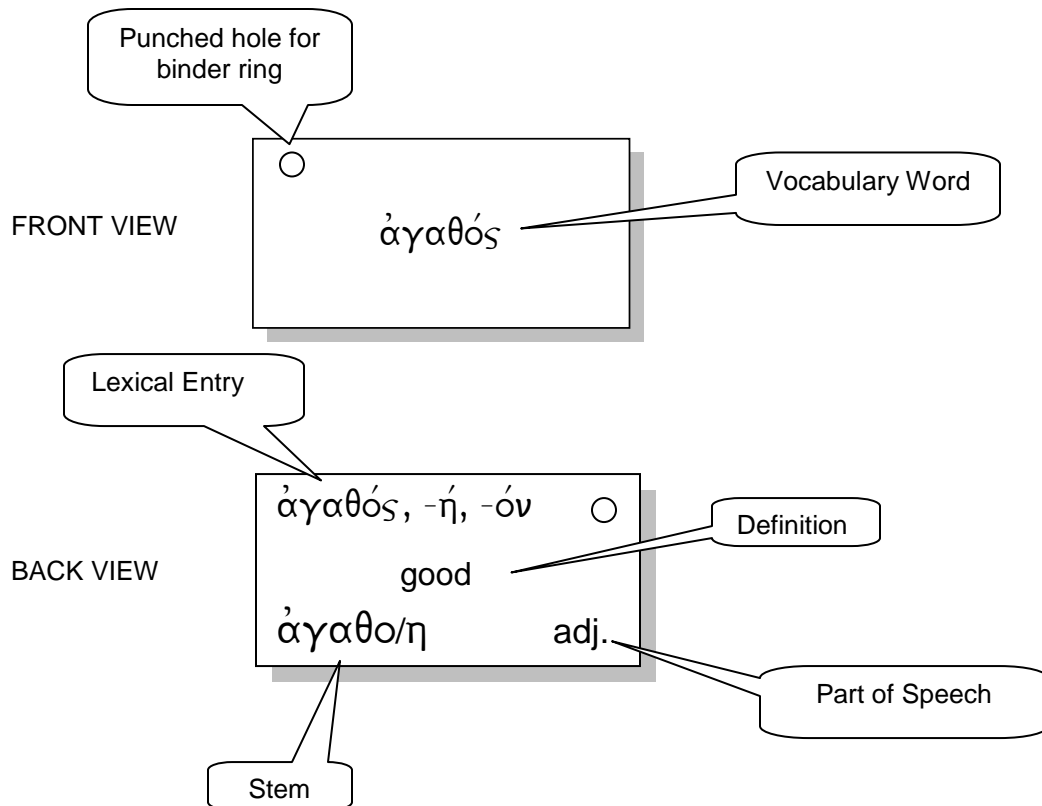 Punched hole for
binder ring
Vocabulary Word
FRONT VIEW
ἀγαθός
Lexical Entry
ἀγαθός, -ή, -όν
Definition
BACK VIEW
good
ἀγαθο/η
adj.
Part of Speech
Stem